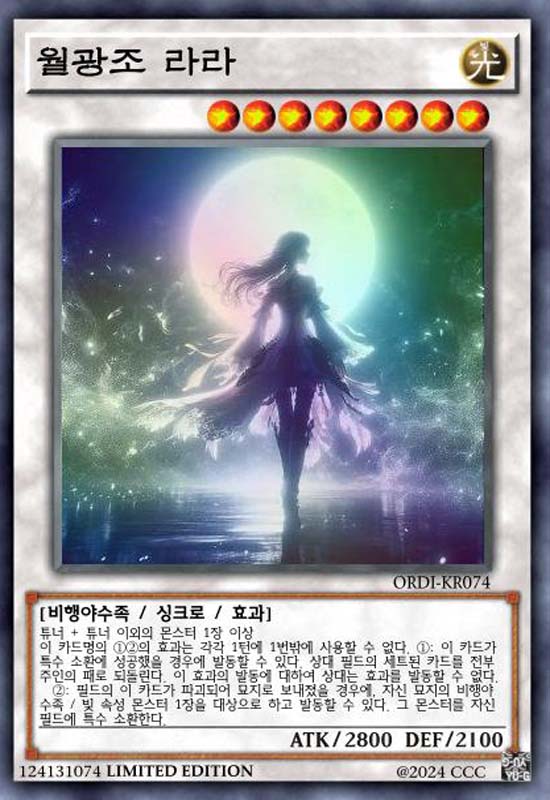 월광조 라라
빛
光
ORDI-KR074
[비행야수족 / 싱크로 / 효과]
튜너 + 튜너 이외의 몬스터 1장 이상
이 카드명의 ①②의 효과는 각각 1턴에 1번밖에 사용할 수 없다. ①: 이 카드가
특수 소환에 성공했을 경우에 발동할 수 있다. 상대 필드의 세트된 카드를 전부
주인의 패로 되돌린다. 이 효과의 발동에 대하여 상대는 효과를 발동할 수 없다.
②: 필드의 이 카드가 파괴되어 묘지로 보내졌을 경우에, 자신 묘지의 비행야
수족 / 빛 속성 몬스터 1장을 대상으로 하고 발동할 수 있다. 그 몬스터를 자신
필드에 특수 소환한다.
ATK/2800 DEF/2100
124131074 LIMITED EDITION
@2024 CCC